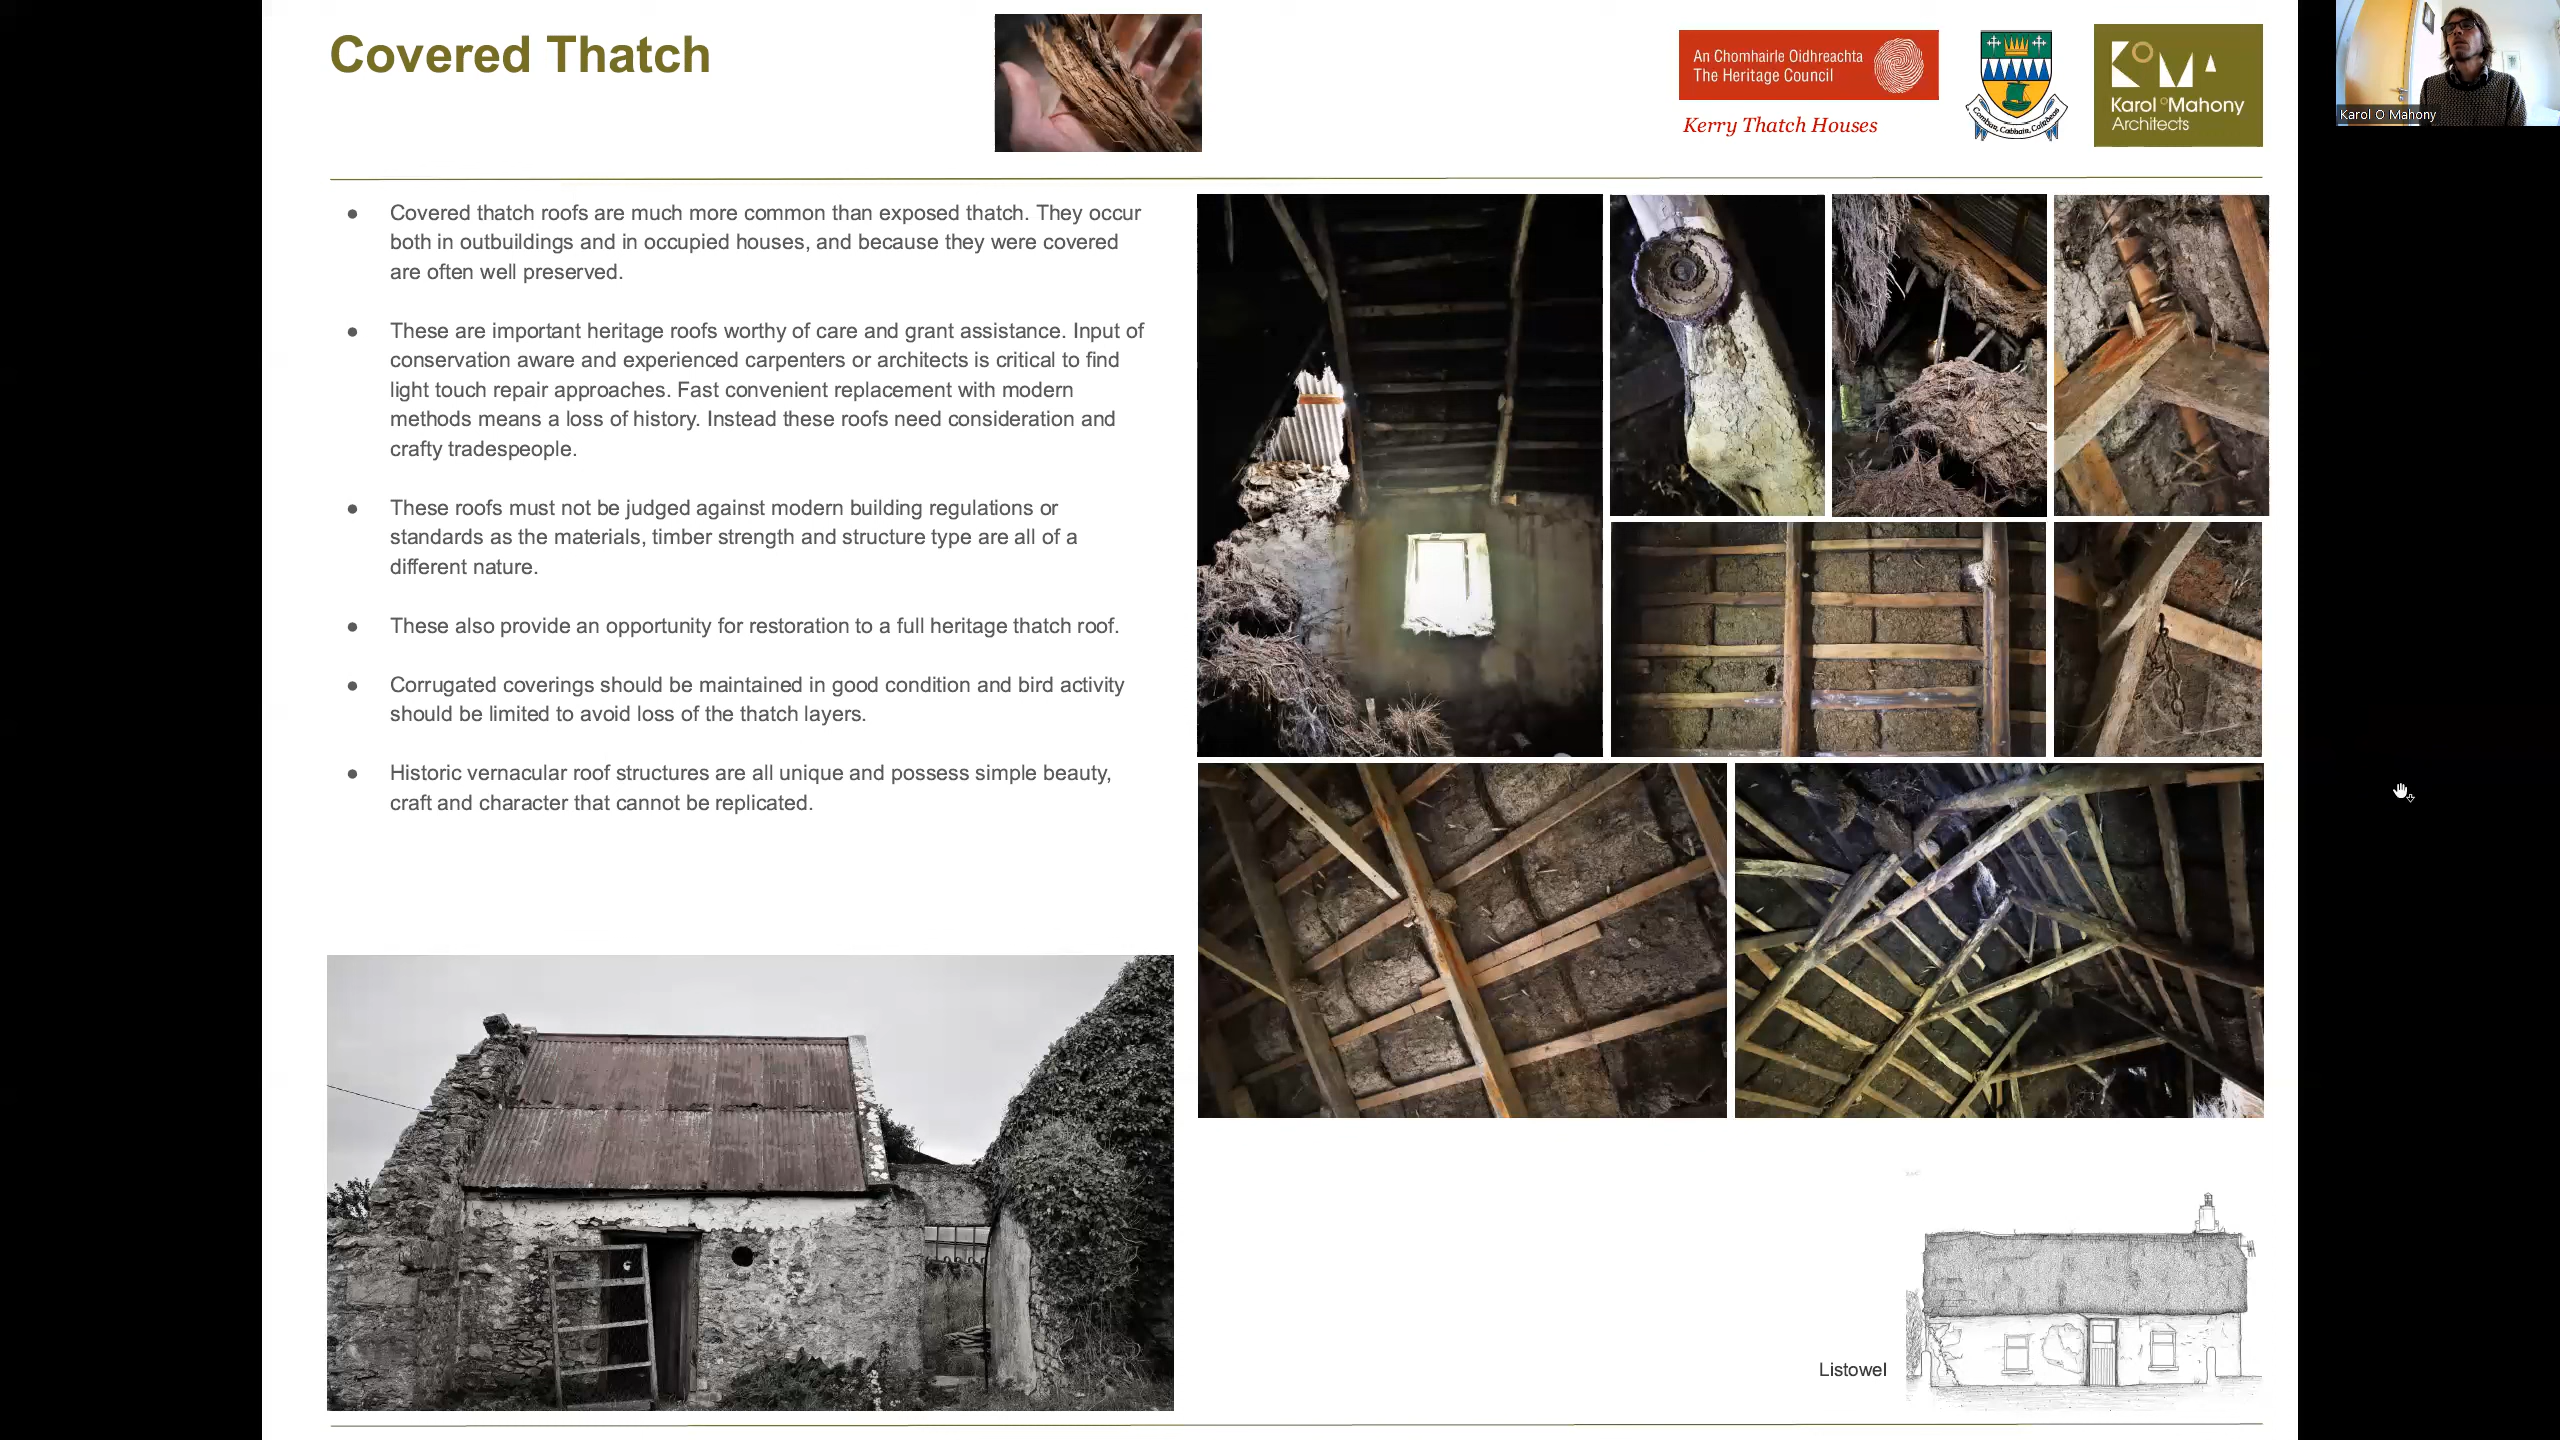 Covered Thatch
An Chomhairle Oidhreachta
The Heritage Council
Kerry Thatch Houses
Comhar, Cabhair, Cairdeas
KOMA
Karol O Mahony
Architects
Karol O Mahony
● Covered thatch roofs are much more common than exposed thatch. They occur
both in outbuildings and in occupied houses, and because they were covered
are often well preserved.
● These are important heritage roofs worthy of care and grant assistance. Input of
conservation aware and experienced carpenters or architects is critical to find
light touch repair approaches. Fast convenient replacement with modern
methods means a loss of history. Instead these roofs need consideration and
crafty tradespeople.
● These roofs must not be judged against modern building regulations or
standards as the materials, timber strength and structure type are all of a
different nature.
● These also provide an opportunity for restoration to a full heritage thatch roof.
● Corrugated coverings should be maintained in good condition and bird activity
should be limited to avoid loss of the thatch layers.
● Historic vernacular roof structures are all unique and possess simple beauty,
craft and character that cannot be replicated.
Listowel